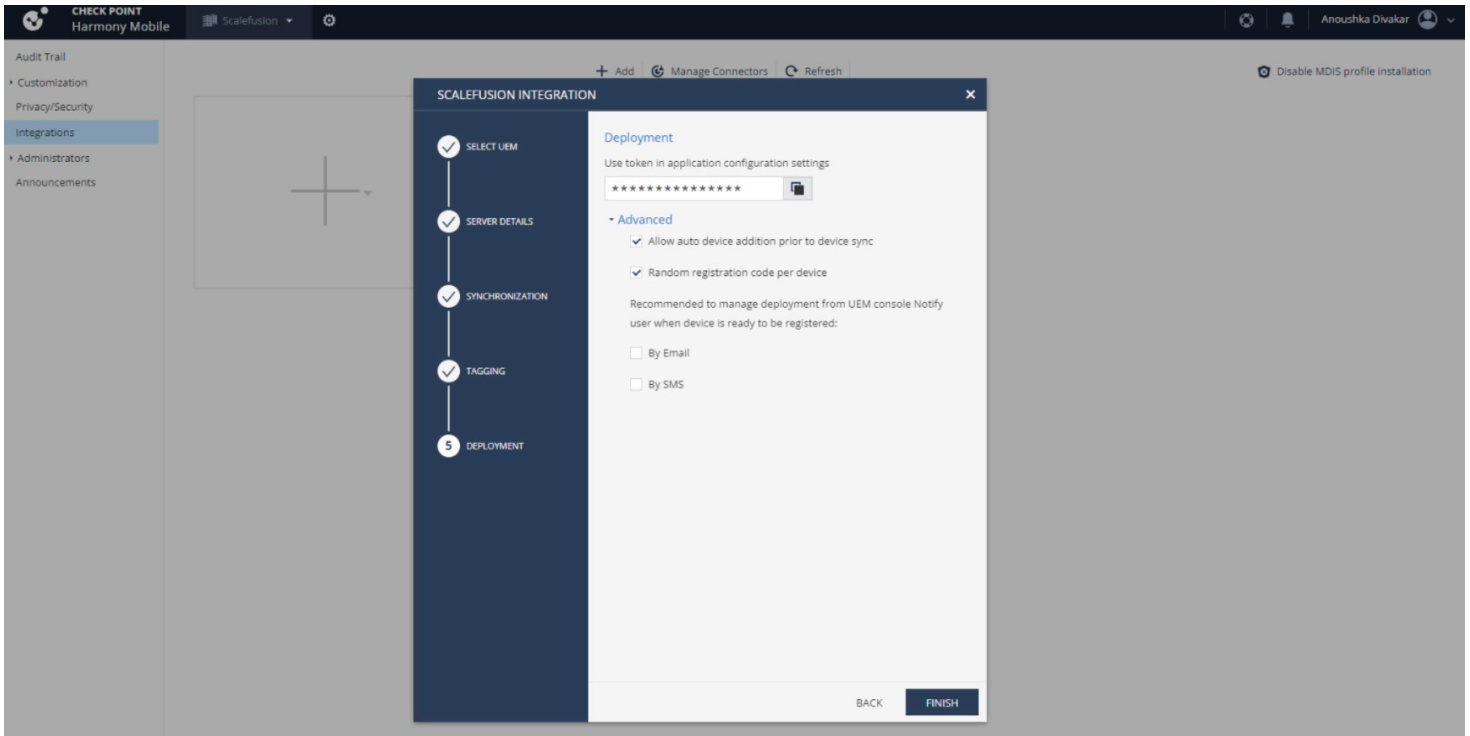 CHECK POINT
Harmony Mobile
Scalefusion
Anoushka Divakar
Audit Trail
Customization
Privacy/Security
Integrations
Administrators
Announcements
+ Add
Manage Connectors
Refresh
Disable MDIS profile installation
SCALEFUSION INTEGRATION
SELECT UEM
SERVER DETAILS
SYNCHRONIZATION
TAGGING
5 DEPLOYMENT
Deployment
Use token in application configuration settings
***************
Advanced
Allow auto device addition prior to device sync
Random registration code per device
Recommended to manage deployment from UEM console Notify
user when device is ready to be registered:
By Email
By SMS
BACK
FINISH